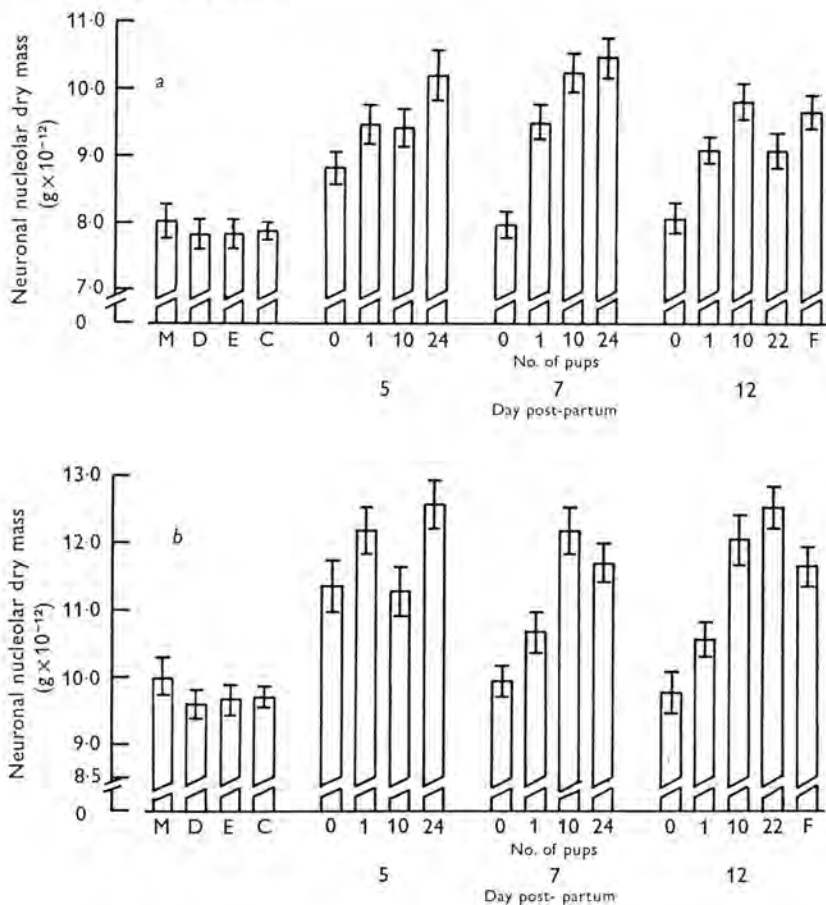 11·0
10·0
9·0
8·0
7·0
0
Neuronal nucleolar dry mass
(g × 10⁻¹²)
a
M D E C 0 1 10 24 0 1 10 24 0 1 10 22 F
No. of pups
5 7 12
Day post-partum
13·0
12·0
11·0
10·0
9·0
8·5
0
Neuronal nucleolar dry mass
(g × 10⁻¹²)
b
M D E C 0 1 10 24 0 1 10 24 0 1 10 22 F
No. of pups
5 7 12
Day post- partum